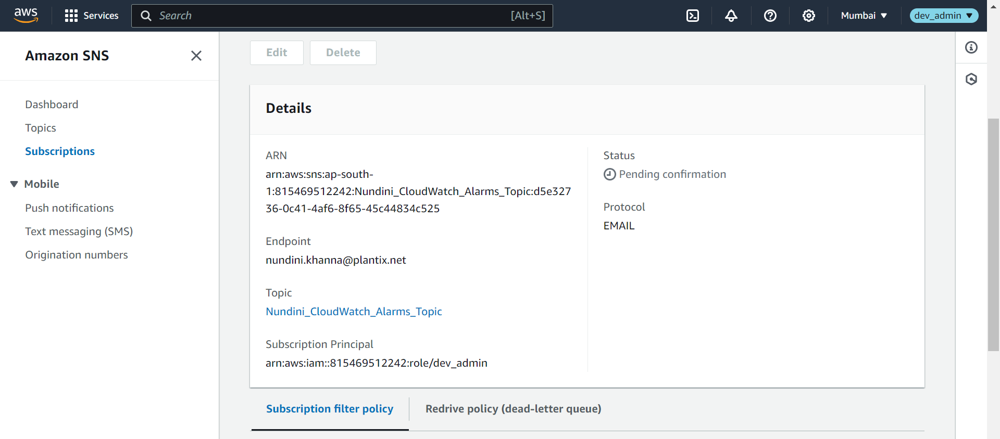 aws
Services
Search
[Alt+S]
Mumbai
dev_admin
Amazon SNS
Dashboard
Topics
Subscriptions
Mobile
Push notifications
Text messaging (SMS)
Origination numbers
Edit
Delete
Details
ARN
arn:aws:sns:ap-south-
1:815469512242:Nundini_CloudWatch_Alarms_Topic:d5e327
36-0c41-4af6-8f65-45c44834c525
Endpoint
nundini.khanna@plantix.net
Topic
Nundini_CloudWatch_Alarms_Topic
Subscription Principal
arn:aws:iam::815469512242:role/dev_admin
Status
Pending confirmation
Protocol
EMAIL
Subscription filter policy
Redrive policy (dead-letter queue)